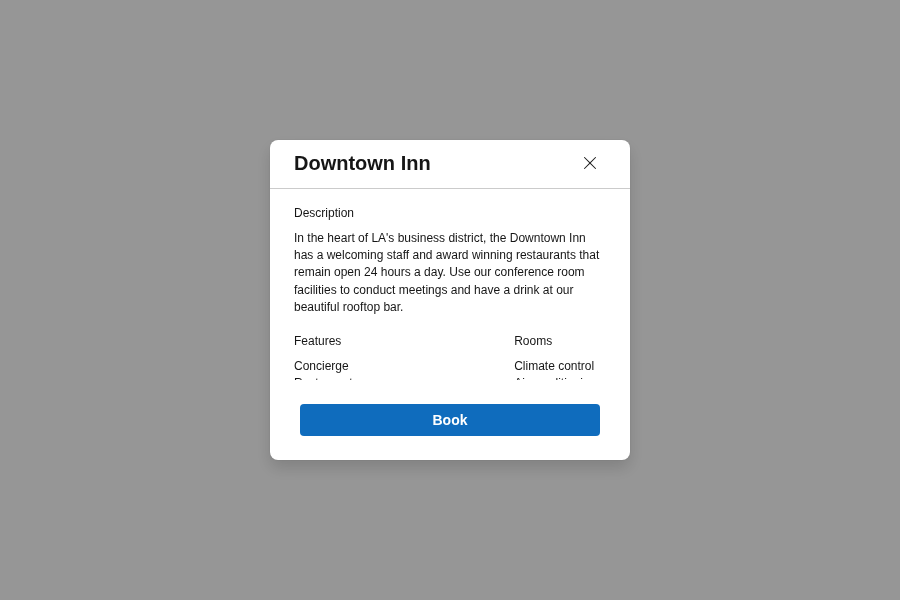 Downtown Inn
Description
In the heart of LA's business district, the Downtown Inn
has a welcoming staff and award winning restaurants that
remain open 24 hours a day. Use our conference room
facilities to conduct meetings and have a drink at our
beautiful rooftop bar.
Features
Rooms
Concierge
Climate control
Book